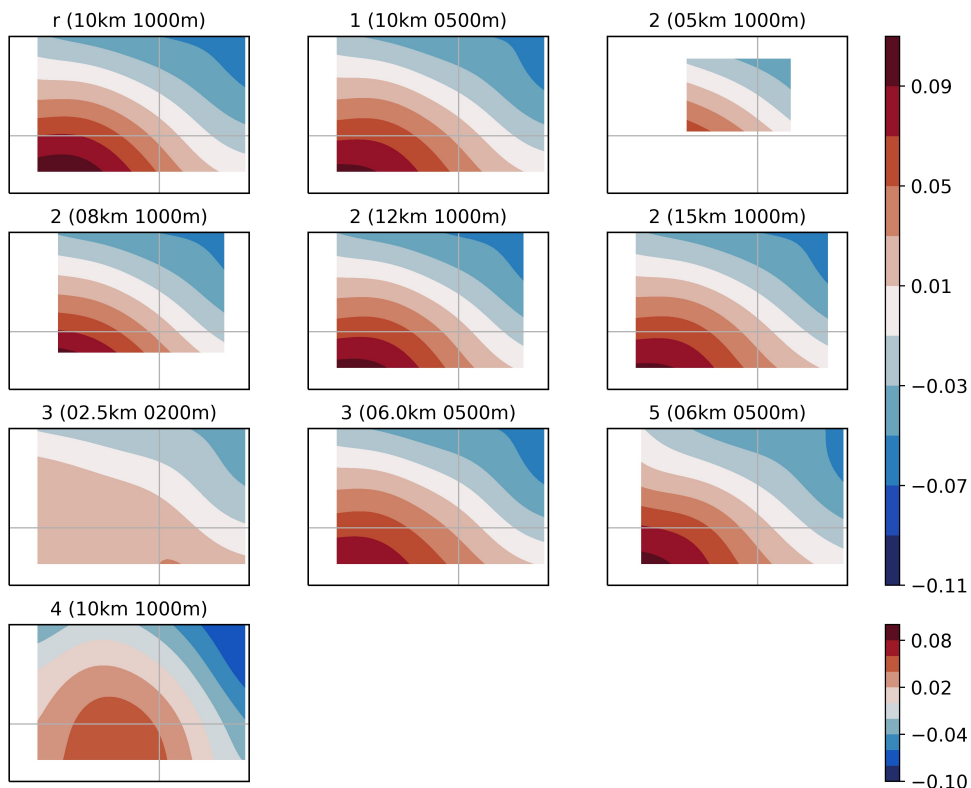 r (10km 1000m)
1 (10km 0500m)
2 (05km 1000m)
0.09
0.05
0.01
−0.03
−0.07
−0.11
2 (08km 1000m)
2 (12km 1000m)
2 (15km 1000m)
3 (02.5km 0200m)
3 (06.0km 0500m)
5 (06km 0500m)
4 (10km 1000m)
0.08
0.02
−0.04
−0.10